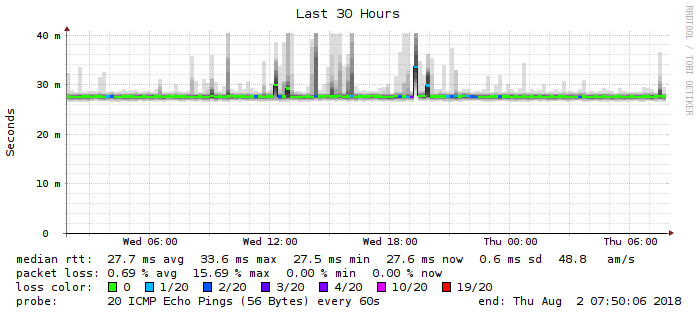 Last 30 Hours
RRDTOOL / TOBI OETIKER
Seconds
40 m
30 m
20 m
10 m
0
Wed 06:00 Wed 12:00 Wed 18:00 Thu 00:00 Thu 06:00
median rtt: 27.7 ms avg 33.6 ms max 27.5 ms min 27.6 ms now 0.6 ms sd 48.8 am/s
packet loss: 0.69 % avg 15.69 % max 0.00 % min 0.00 % now
loss color: 0 1/20 2/20 3/20 4/20 10/20 19/20
probe: 20 ICMP Echo Pings (56 Bytes) every 60s end: Thu Aug 2 07:50:06 2018